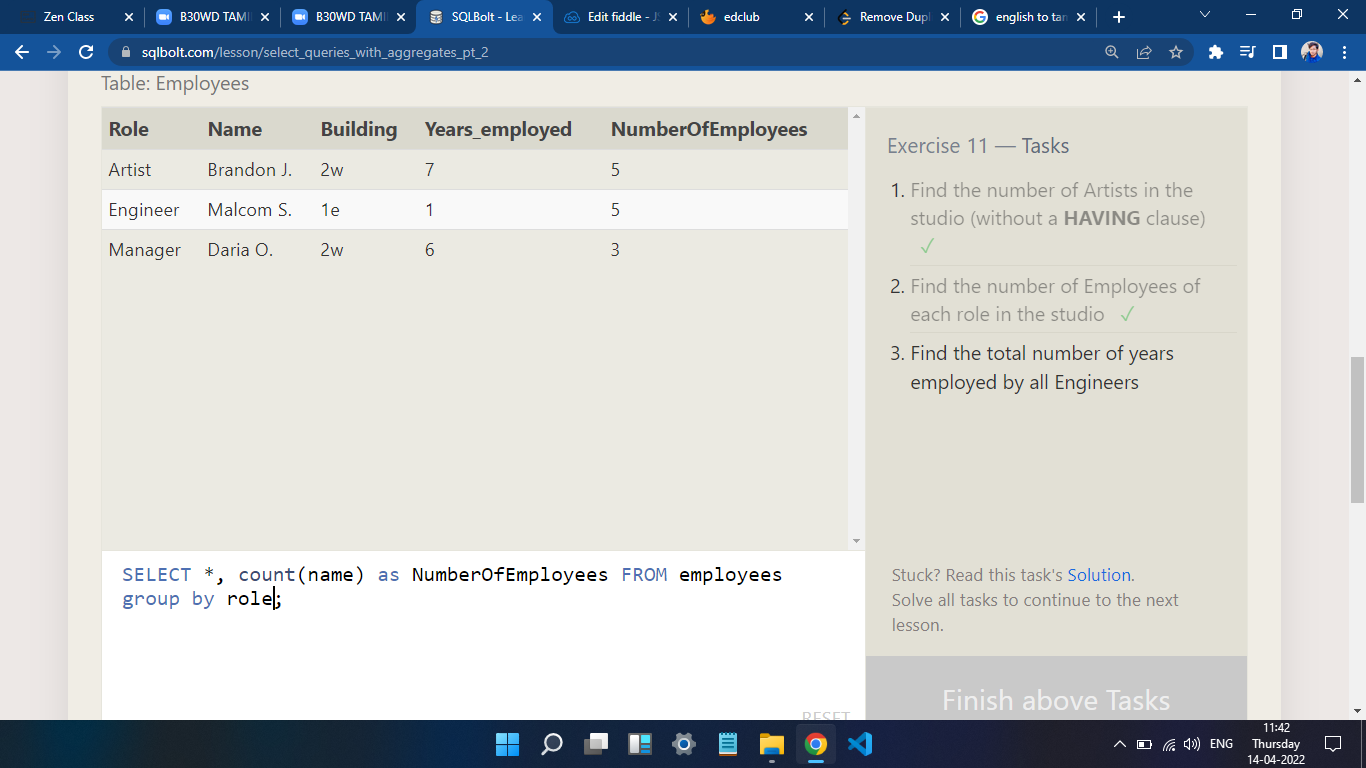 Zen Class
B30WD TAMI
B30WD TAMI
SQLBolt - Lea
Edit fiddle - JS
edclub
Remove Dupl
english to tam
sqlbolt.com/lesson/select_queries_with_aggregates_pt_2
Table: Employees
Role Name Building Years_employed NumberOfEmployees
Artist Brandon J. 2w 7 5
Engineer Malcom S. 1e 1 5
Manager Daria O. 2w 6 3
SELECT *, count(name) as NumberOfEmployees FROM employees
group by role;
RESET
Exercise 11 — Tasks
1. Find the number of Artists in the
studio (without a HAVING clause)
✓
2. Find the number of Employees of
each role in the studio ✓
3. Find the total number of years
employed by all Engineers
Stuck? Read this task's Solution.
Solve all tasks to continue to the next
lesson.
Finish above Tasks
ENG
11:42
Thursday
14-04-2022